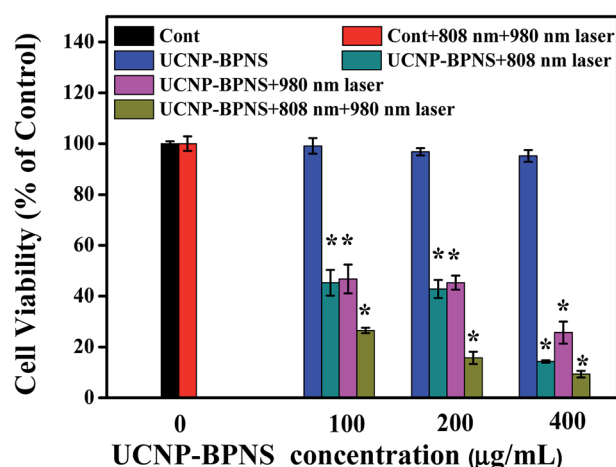 Cont
Cont+808 nm+980 nm laser
UCNP-BPNS
UCNP-BPNS+808 nm laser
UCNP-BPNS+980 nm laser
UCNP-BPNS+808 nm+980 nm laser
Cell Viability (% of Control)
140
120
100
80
60
40
20
0
* *
*
* *
*
*
*
*
0 100 200 400
UCNP-BPNS concentration (μg/mL)